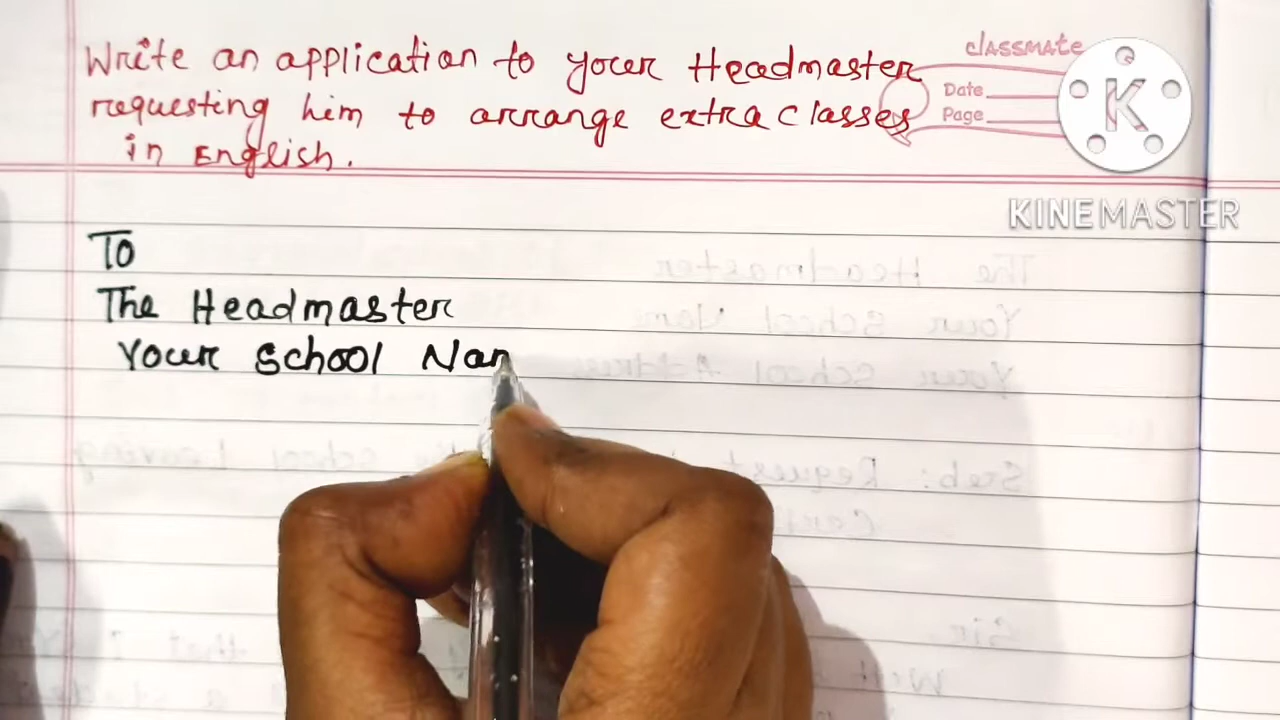 Write an application to your Headmaster
requesting him to arrange extra classes
in English.
classmate
Date
Page
K
KINEMASTER
To
The Headmaster
Your School Nam